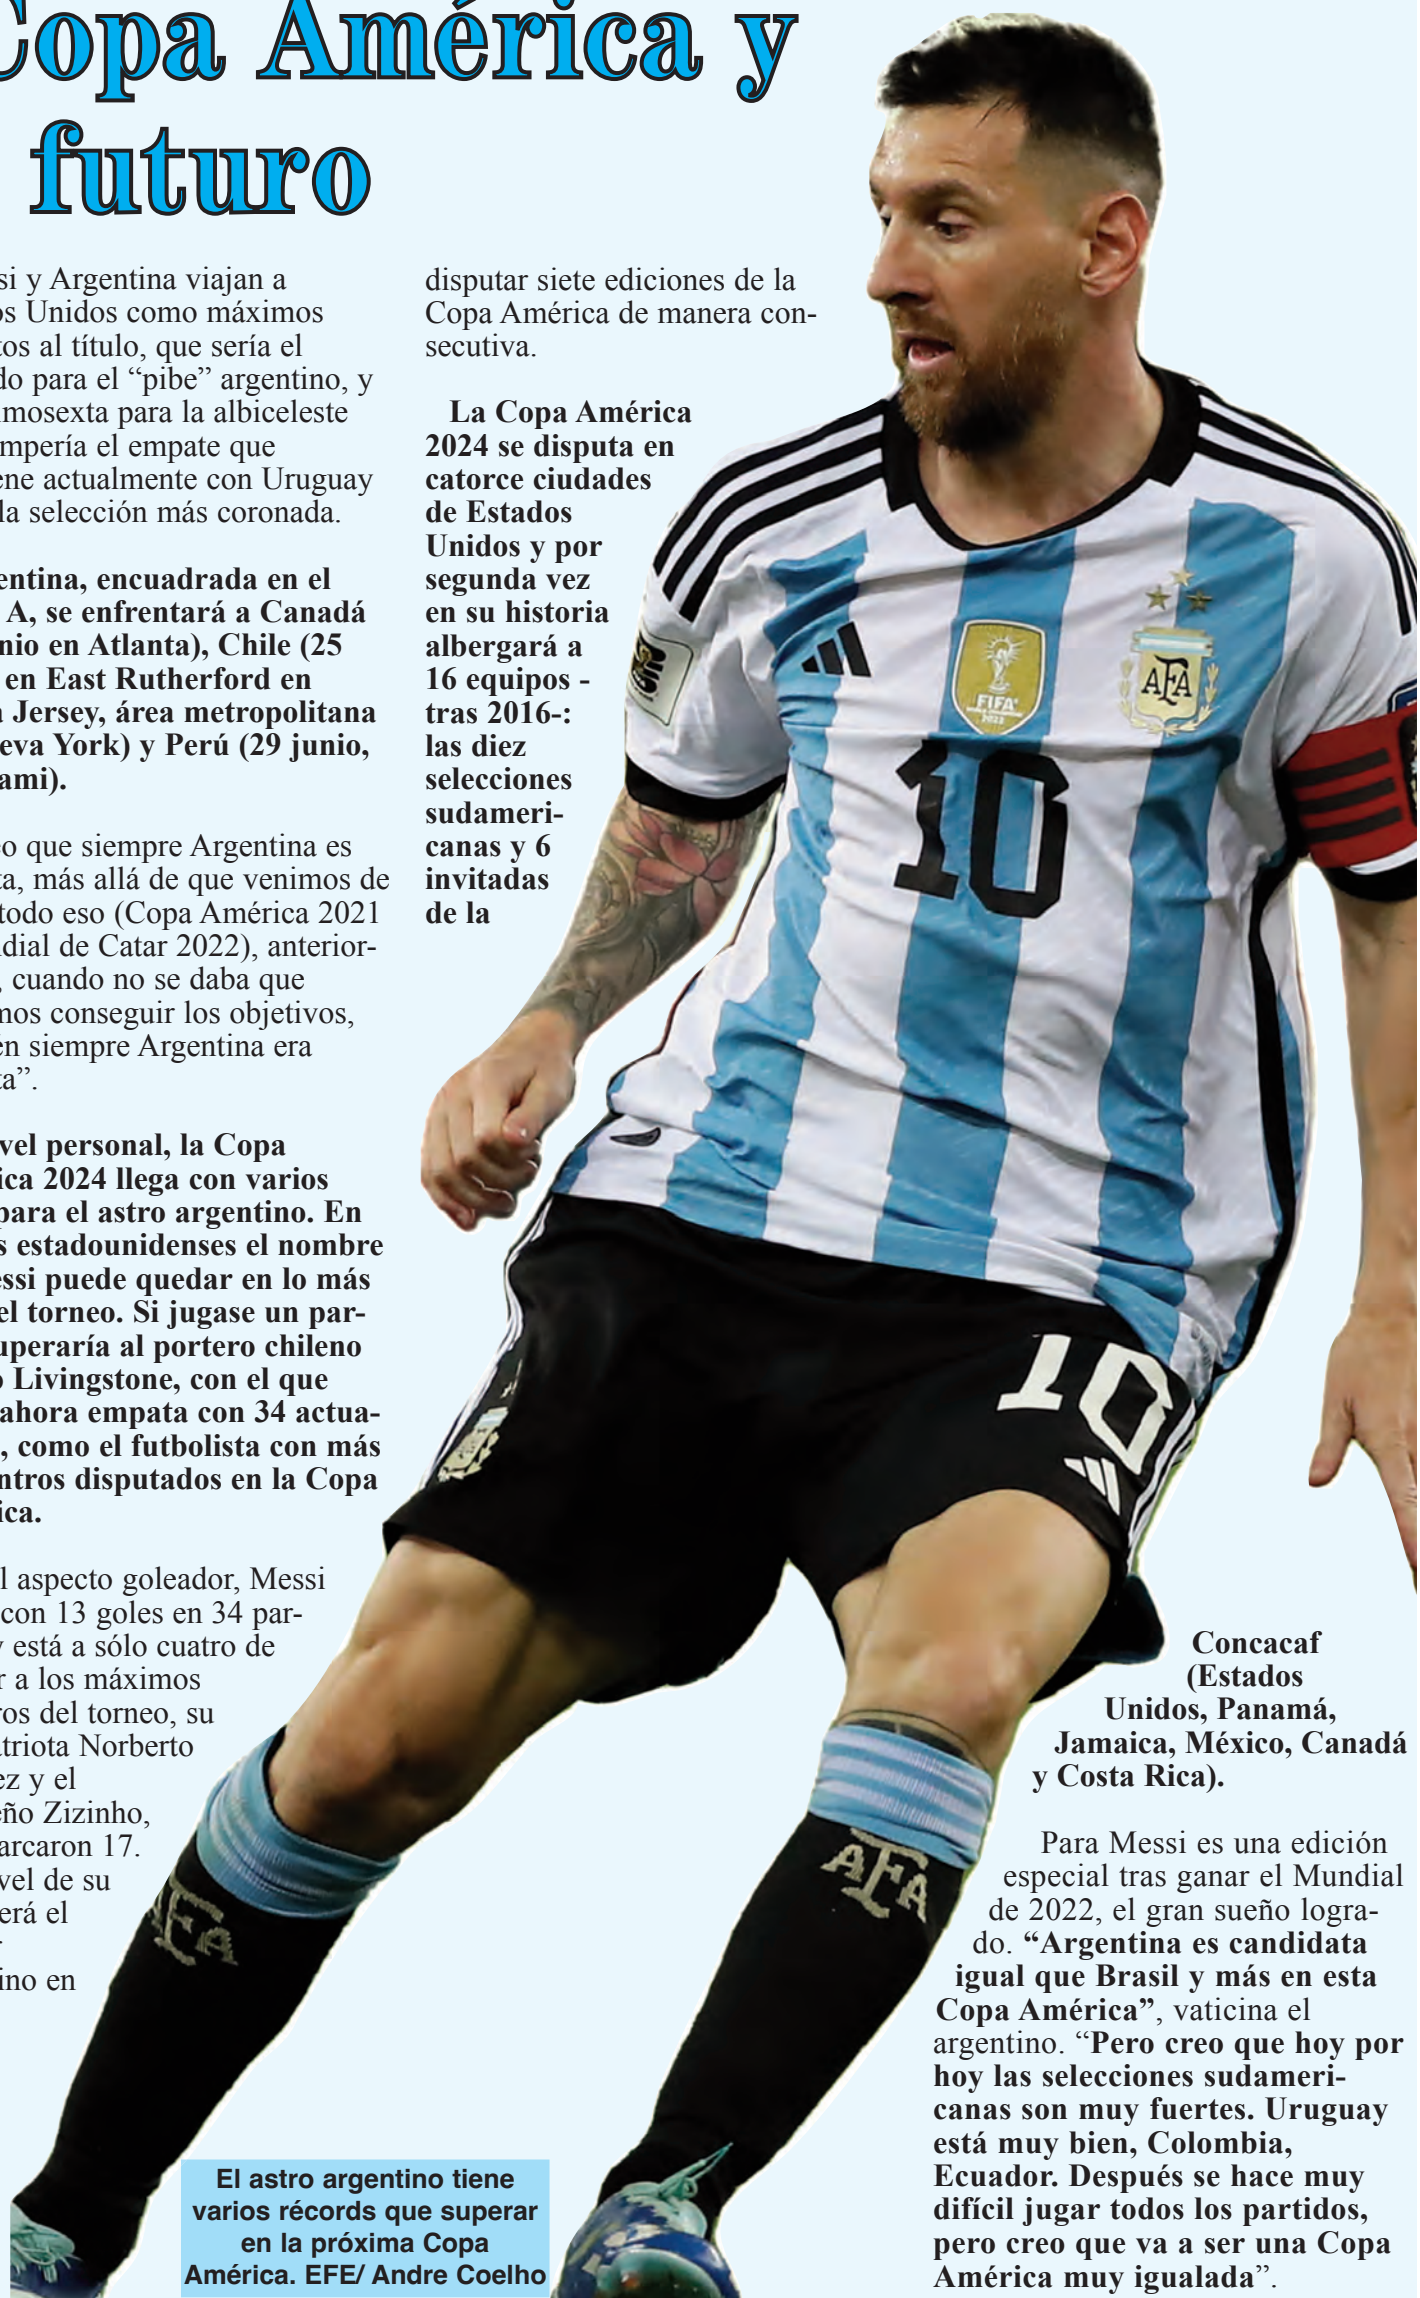 Copa América y
futuro
si y Argentina viajan a
os Unidos como máximos
tos al título, que sería el
do para el “pibe” argentino, y
imosexta para la albiceleste
mpería el empate que
ene actualmente con Uruguay
la selección más coronada.
entina, encuadrada en el
A, se enfrentará a Canadá
nio en Atlanta), Chile (25
en East Rutherford en
a Jersey, área metropolitana
ueva York) y Perú (29 junio,
ami).
eo que siempre Argentina es
ta, más allá de que venimos de
todo eso (Copa América 2021
ndial de Catar 2022), anterior-
, cuando no se daba que
mos conseguir los objetivos,
én siempre Argentina era
ta”.
vel personal, la Copa
ica 2024 llega con varios
para el astro argentino. En
s estadounidenses el nombre
essi puede quedar en lo más
el torneo. Si jugase un par-
uperaría al portero chileno
o Livingstone, con el que
ahora empata con 34 actua-
, como el futbolista con más
ntros disputados en la Copa
ica.
l aspecto goleador, Messi
con 13 goles en 34 par-
y está a sólo cuatro de
r a los máximos
ros del torneo, su
atriota Norberto
ez y el
eño Zizinho,
arcaron 17.
vel de su
erá el
ino en
disputar siete ediciones de la
Copa América de manera con-
secutiva.
La Copa América
2024 se disputa en
catorce ciudades
de Estados
Unidos y por
segunda vez
en su historia
albergará a
16 equipos -
tras 2016-:
las diez
selecciones
sudameri-
canas y 6
invitadas
de la
Concacaf
(Estados
Unidos, Panamá,
Jamaica, México, Canadá
y Costa Rica).
Para Messi es una edición
especial tras ganar el Mundial
de 2022, el gran sueño logra-
do. “Argentina es candidata
igual que Brasil y más en esta
Copa América”, vaticina el
argentino. “Pero creo que hoy por
hoy las selecciones sudameri-
canas son muy fuertes. Uruguay
está muy bien, Colombia,
Ecuador. Después se hace muy
difícil jugar todos los partidos,
pero creo que va a ser una Copa
América muy igualada”.
El astro argentino tiene
varios récords que superar
en la próxima Copa
América. EFE/ Andre Coelho
FIFA
2022
AFA
10
10
AFA
AFA